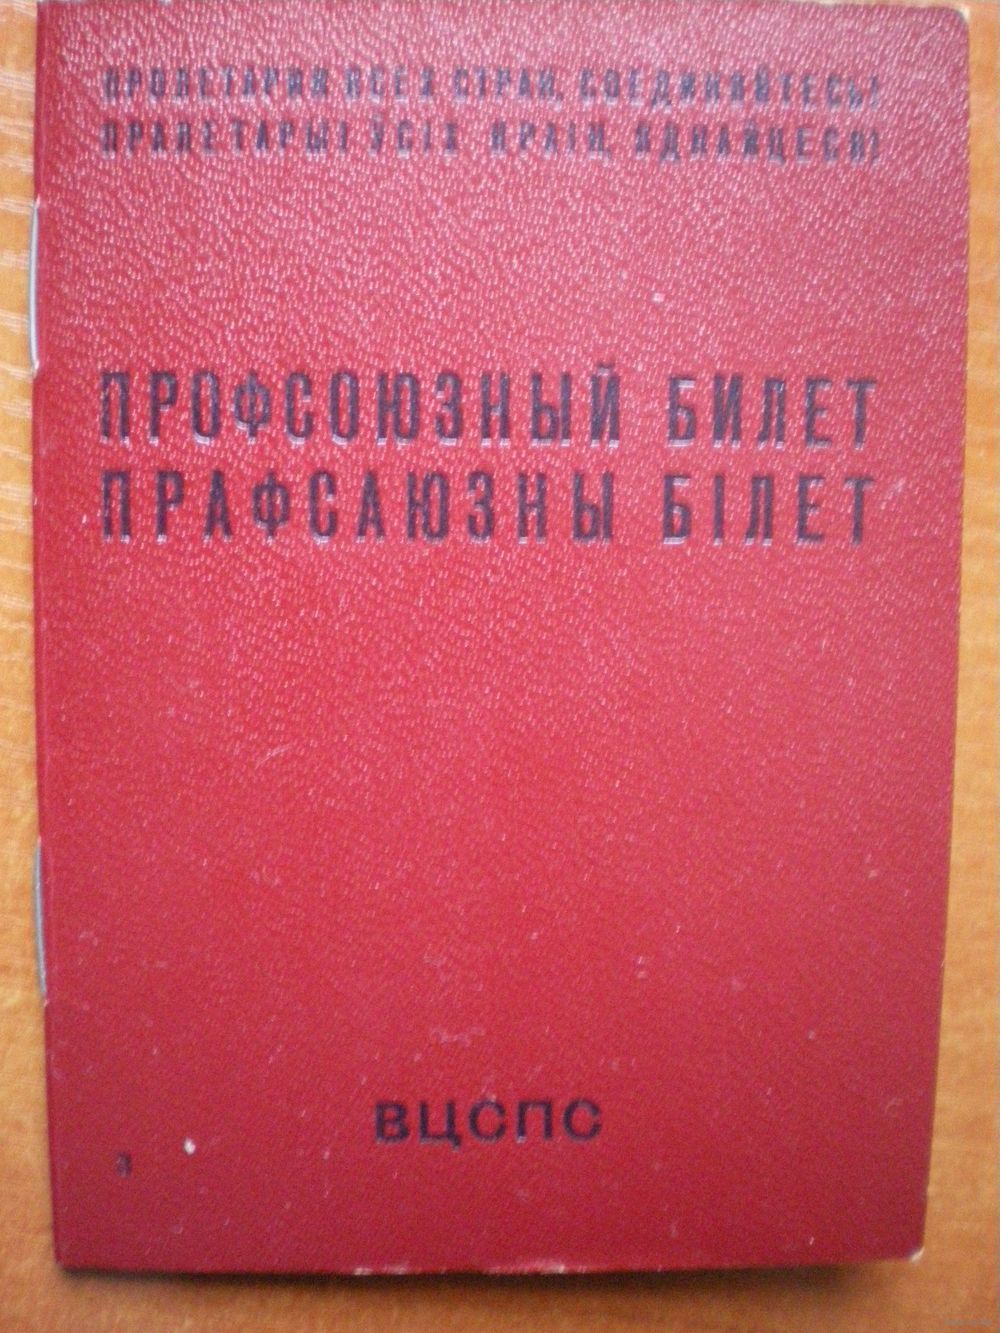 ПРОЛЕТАРИИ ВСЕХ СТРАН, СОЕДИНЯЙТЕСЬ!
ПРАЛЕТАРЫІ ЎСІХ КРАІН, ЯДНАЙЦЕСЯ!
ПРОФСОЮЗНЫЙ БИЛЕТ
ПРАФСАЮЗНЫ БІЛЕТ
ВЦСПС